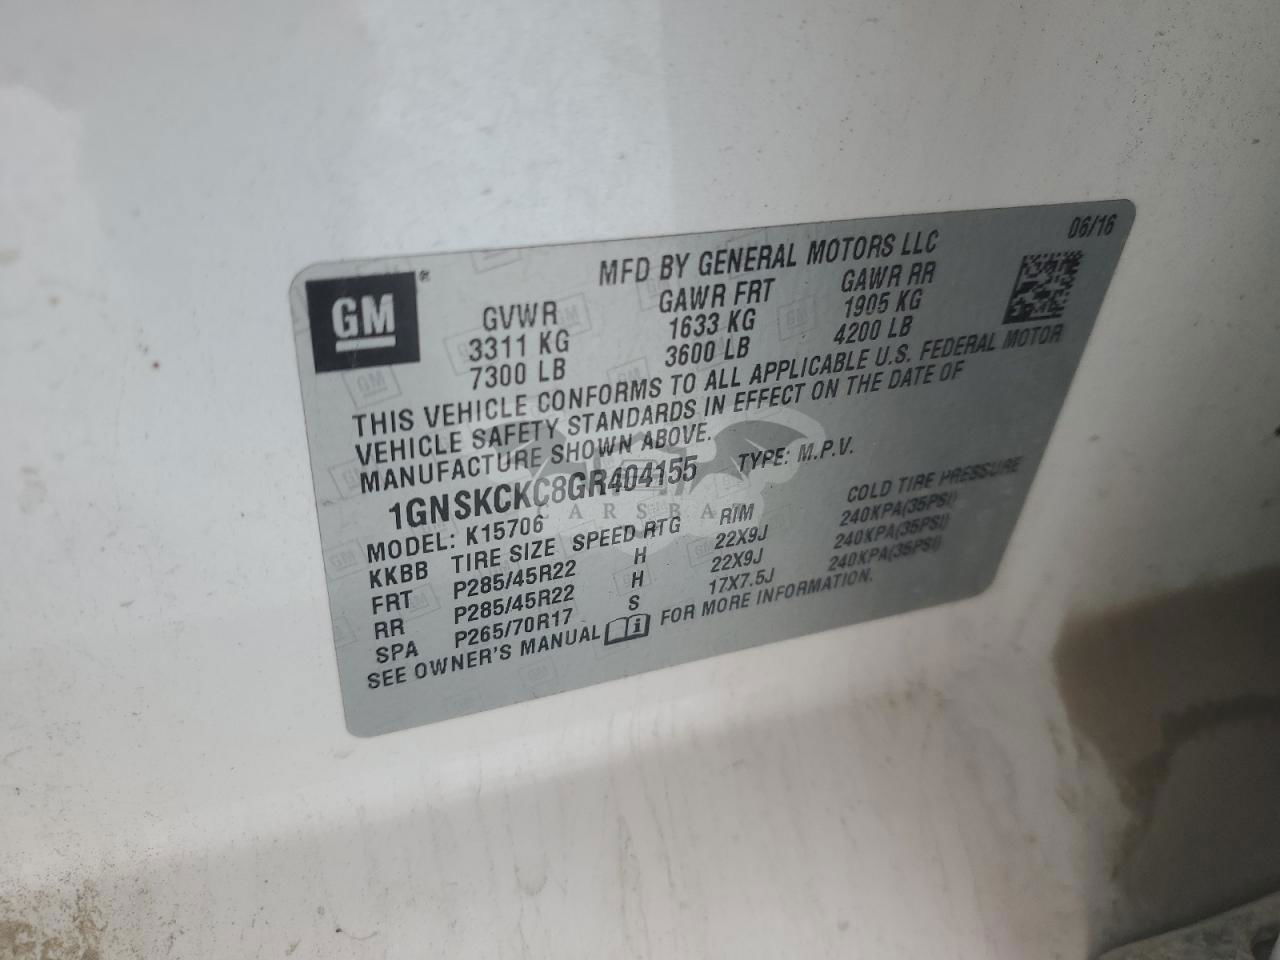 06/16
MFD BY GENERAL MOTORS LLC
GM®
GVWR GAWR FRT GAWR RR
3311 KG 1633 KG 1905 KG
7300 LB 3600 LB 4200 LB
THIS VEHICLE CONFORMS TO ALL APPLICABLE U.S. FEDERAL MOTOR
VEHICLE SAFETY STANDARDS IN EFFECT ON THE DATE OF
MANUFACTURE SHOWN ABOVE.
1GNSKCKC8GR404155 TYPE: M.P.V.
CARSBA
MODEL: K15706
KKBB TIRE SIZE SPEED RTG RIM COLD TIRE PRESSURE
FRT P285/45R22 H 22X9J 240KPA(35PSI)
RR P285/45R22 H 22X9J 240KPA(35PSI)
SPA P265/70R17 S 17X7.5J 240KPA(35PSI)
SEE OWNER'S MANUAL FOR MORE INFORMATION.